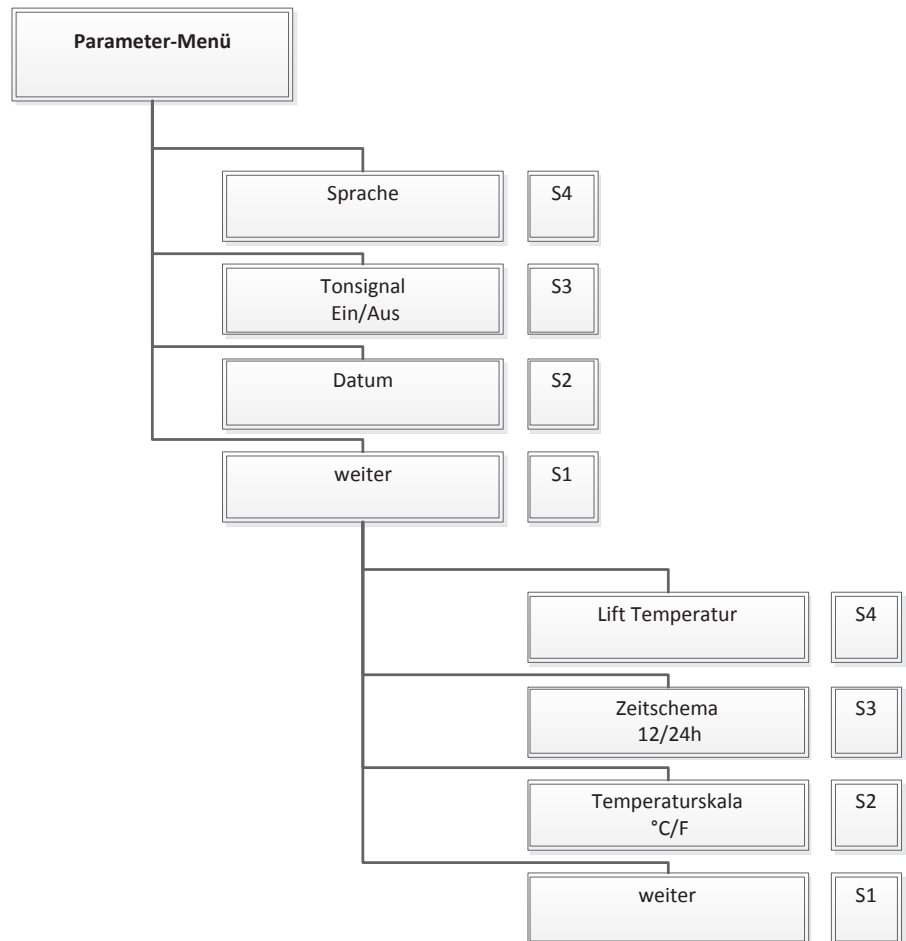 Parameter-Menü
Sprache
S4
Tonsignal
Ein/Aus
S3
Datum
S2
weiter
S1
Lift Temperatur
S4
Zeitschema
12/24h
S3
Temperaturskala
°C/F
S2
weiter
S1